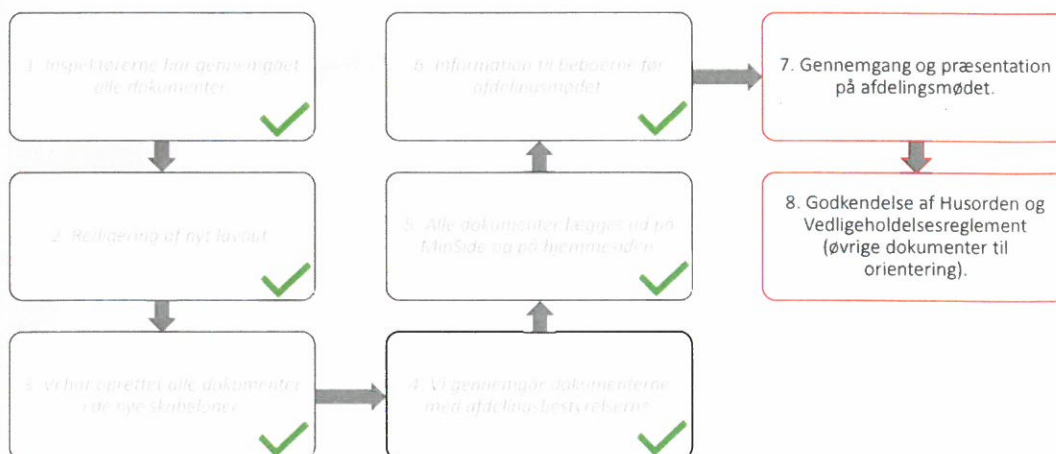 1. Inspektørerne har gennemgået
alle dokumenter.
2. Redigering af nyt layout
3. Vi har oprettet alle dokumenter
i de nye skabeloner
4. Vi gennemgår dokumenterne
med afdelingsbestyrelserne
5. Alle dokumenter lægges ud på
MinSide og på hjemmesiden
6. Information til beboerne før
afdelingsmødet
7. Gennemgang og præsentation
på afdelingsmødet.
8. Godkendelse af Husorden og
Vedligeholdelsesreglement
(øvrige dokumenter til
orientering).